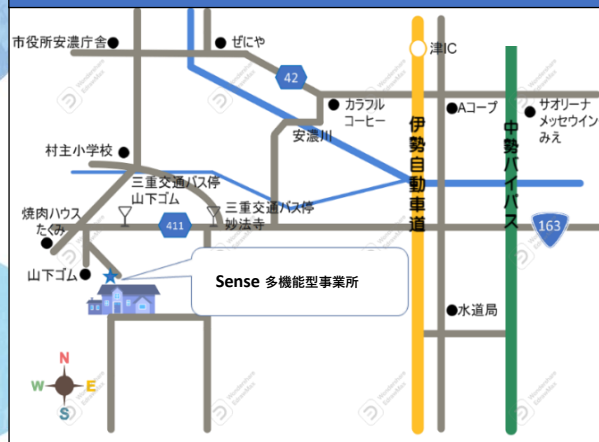 市役所安濃庁舎
ぜにや
津IC
42
カラフル
コーヒー
Aコープ
サオリーナ
メッセウイン
みえ
安濃川
伊勢自動車道
中勢バイパス
村主小学校
三重交通バス停
山下ゴム
三重交通バス停
妙法寺
焼肉ハウス
たくみ
411
163
山下ゴム
Sense 多機能型事業所
水道局
N
W
E
S
Wondershare
EdrawMax